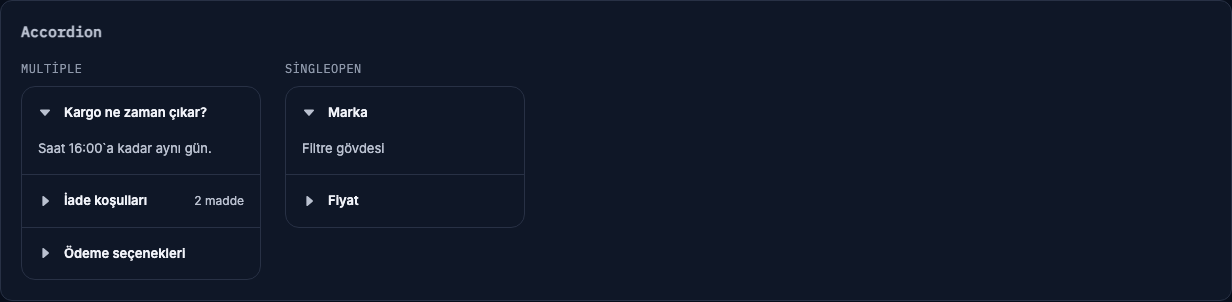 Accordion
MULTİPLE
Kargo ne zaman çıkar?
Saat 16:00`a kadar aynı gün.
İade koşulları 2 madde
Ödeme seçenekleri
SİNGLEOPEN
Marka
Filtre gövdesi
Fiyat